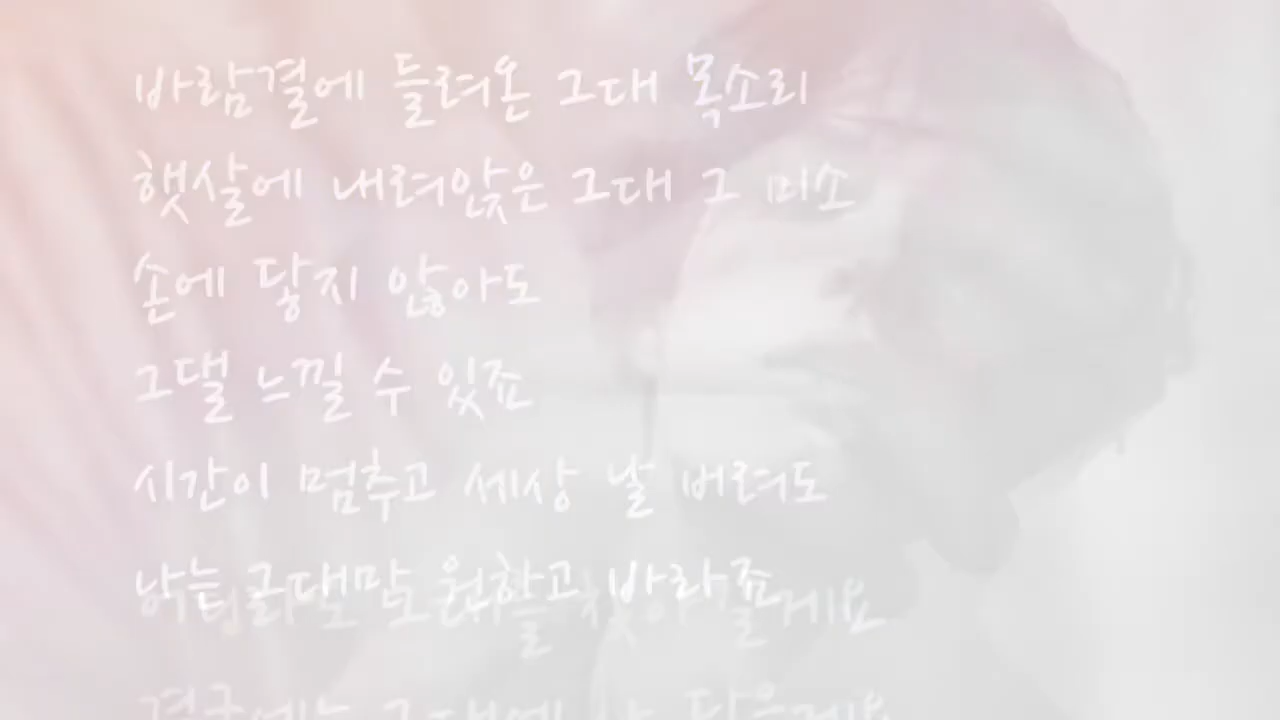 바람결에 들려온 그대 목소리
햇살에 내려앉은 그대 그 미소
손에 닿지 않아도
그댈 느낄 수 있죠
시간이 멈추고 세상 날 버려도
나는 그대만 원하고 바라죠